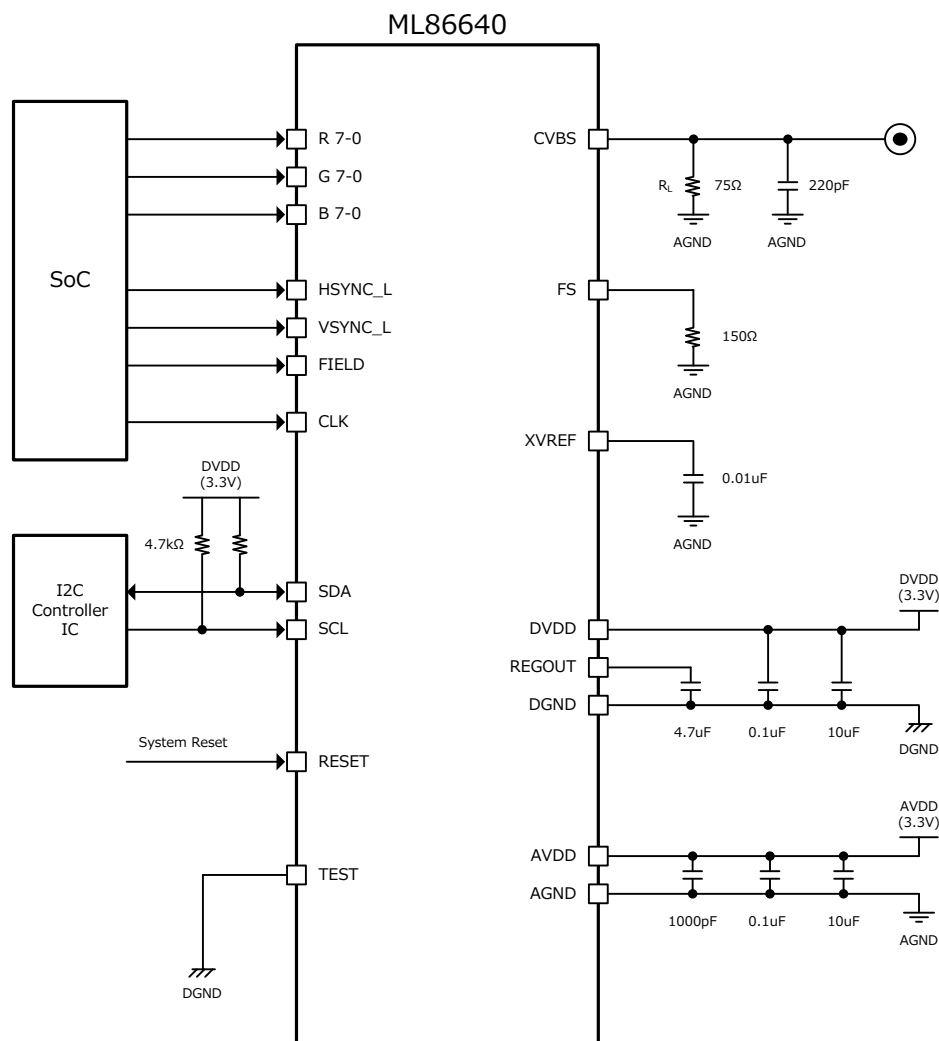 ML86640
SoC
R 7-0
G 7-0
B 7-0
HSYNC_L
VSYNC_L
FIELD
CLK
DVDD
(3.3V)
4.7kΩ
I2C
Controller
IC
SDA
SCL
System Reset
RESET
TEST
DGND
CVBS
RL
75Ω
220pF
AGND
AGND
FS
150Ω
AGND
XVREF
0.01uF
AGND
DVDD
(3.3V)
DVDD
REGOUT
DGND
4.7uF
0.1uF
10uF
DGND
AVDD
(3.3V)
AVDD
AGND
1000pF
0.1uF
10uF
AGND